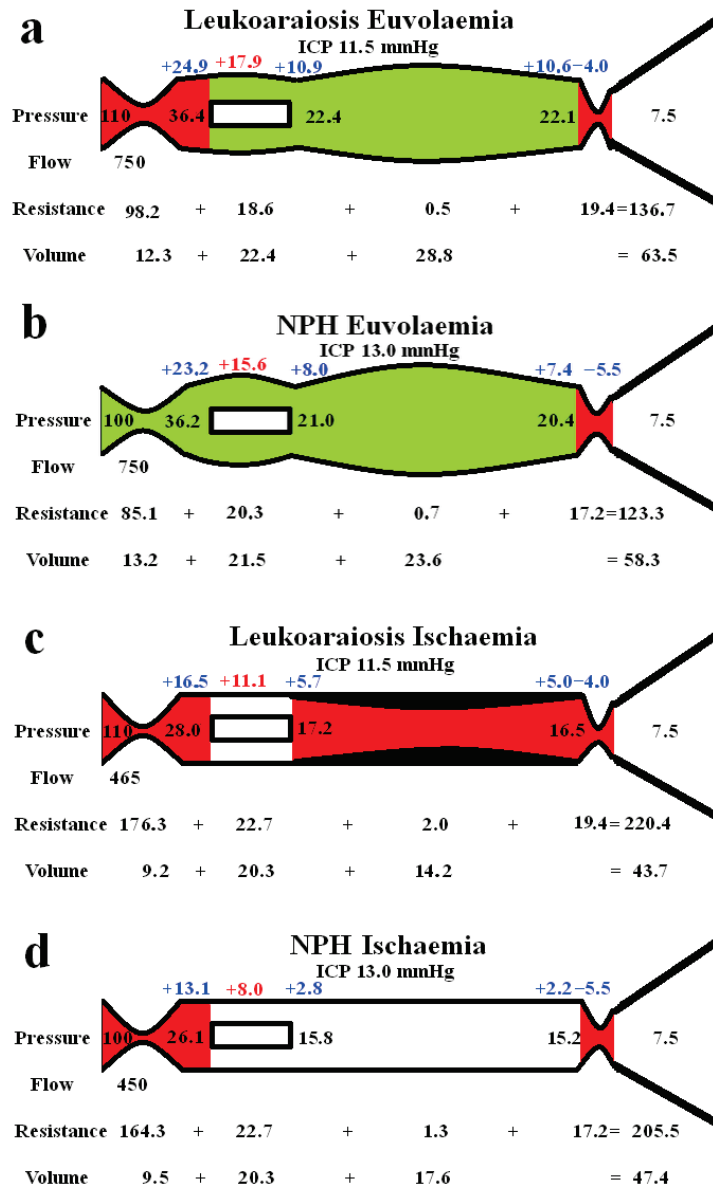 a
Leukoaraiosis Euvolaemia
ICP 11.5 mmHg
+24.9 +17.9 +10.9 +10.6 −4.0
Pressure 110 36.4 22.4 22.1 7.5
Flow 750
Resistance 98.2 + 18.6 + 0.5 + 19.4=136.7
Volume 12.3 + 22.4 + 28.8 = 63.5
b
NPH Euvolaemia
ICP 13.0 mmHg
+23.2 +15.6 +8.0 +7.4 −5.5
Pressure 100 36.2 21.0 20.4 7.5
Flow 750
Resistance 85.1 + 20.3 + 0.7 + 17.2=123.3
Volume 13.2 + 21.5 + 23.6 = 58.3
c
Leukoaraiosis Ischaemia
ICP 11.5 mmHg
+16.5 +11.1 +5.7 +5.0 −4.0
Pressure 110 28.0 17.2 16.5 7.5
Flow 465
Resistance 176.3 + 22.7 + 2.0 + 19.4= 220.4
Volume 9.2 + 20.3 + 14.2 = 43.7
d
NPH Ischaemia
ICP 13.0 mmHg
+13.1 +8.0 +2.8 +2.2 −5.5
Pressure 100 26.1 15.8 15.2 7.5
Flow 450
Resistance 164.3 + 22.7 + 1.3 + 17.2= 205.5
Volume 9.5 + 20.3 + 17.6 = 47.4